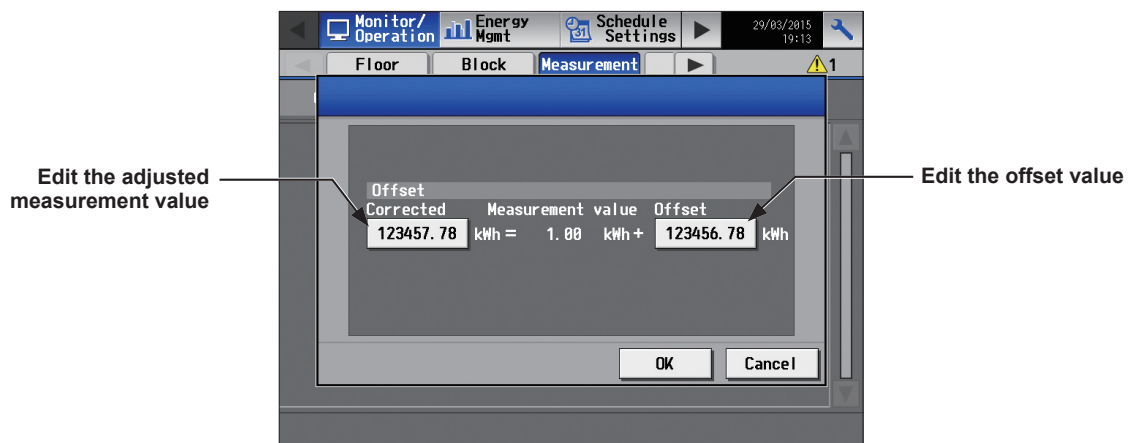 Monitor/
Operation
Energy
Mgmt
31
Schedule
Settings
29/03/2015
19:13
Floor
Block
Measurement
1
Edit the adjusted
measurement value
Edit the offset value
Offset
Corrected Measurement value Offset
123457.78 kWh = 1.00 kWh + 123456.78 kWh
OK
Cancel